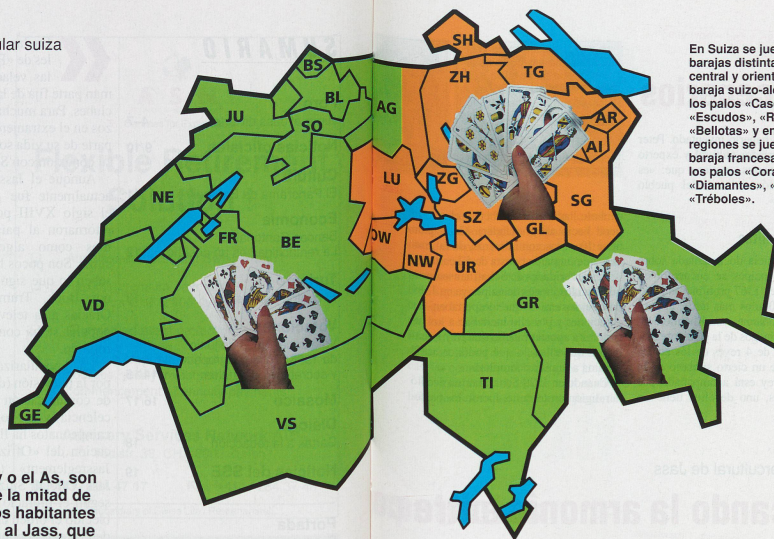 ular suiza
BS
BL
JU
SO
AG
NE
FR
BE
VD
GE
VS
SH
ZH
TG
AR
AI
LU
ZG
SZ
SG
OW
NW
GL
UR
GR
TI
En Suiza se jue
barajas distinta
central y orient
baraja suizo-ale
los palos «Cas
«Escudos», «R
«Bellotas» y en
regiones se jue
baraja francesa
los palos «Cora
«Diamantes», «
«Tréboles».
y o el As, son
e la mitad de
os habitantes
al Jass, que